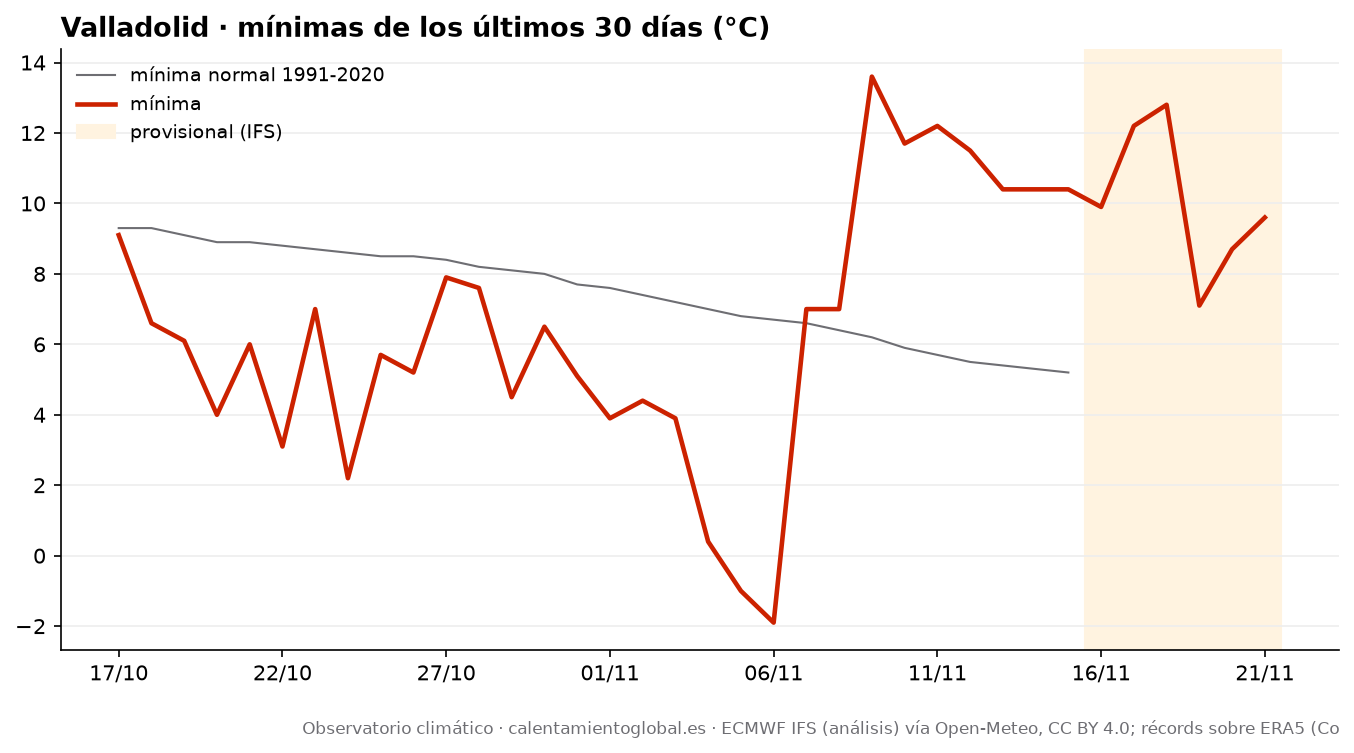 Valladolid · mínimas de los últimos 30 días (°C)
14
12
10
8
6
4
2
0
−2
mínima normal 1991-2020
mínima
provisional (IFS)
17/10 22/10 27/10 01/11 06/11 11/11 16/11 21/11
Observatorio climático · calentamientoglobal.es · ECMWF IFS (análisis) vía Open-Meteo, CC BY 4.0; récords sobre ERA5 (Co